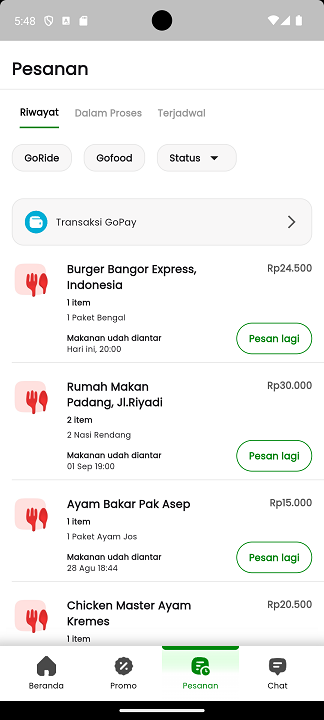 5:48
Pesanan
Riwayat Dalam Proses Terjadwal
GoRide Gofood Status
Transaksi GoPay
Burger Bangor Express, Rp24.500
Indonesia
1 item
1 Paket Bengal
Makanan udah diantar
Hari ini, 20:00
Pesan lagi
Rumah Makan Rp30.000
Padang, Jl.Riyadi
2 item
2 Nasi Rendang
Makanan udah diantar
01 Sep 19:00
Pesan lagi
Ayam Bakar Pak Asep Rp15.000
1 item
1 Paket Ayam Jos
Makanan udah diantar
28 Agu 18:44
Pesan lagi
Chicken Master Ayam Rp20.500
Kremes
1 item
Beranda Promo Pesanan Chat